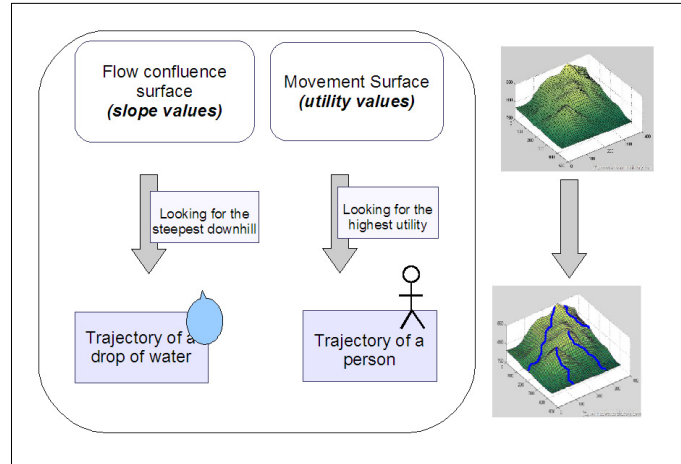 Flow confluence
surface
(slope values)
Movement Surface
(utility values)
Looking for the
steepest downhill
Looking for the
highest utility
Trajectory of a
drop of water
Trajectory of a
person